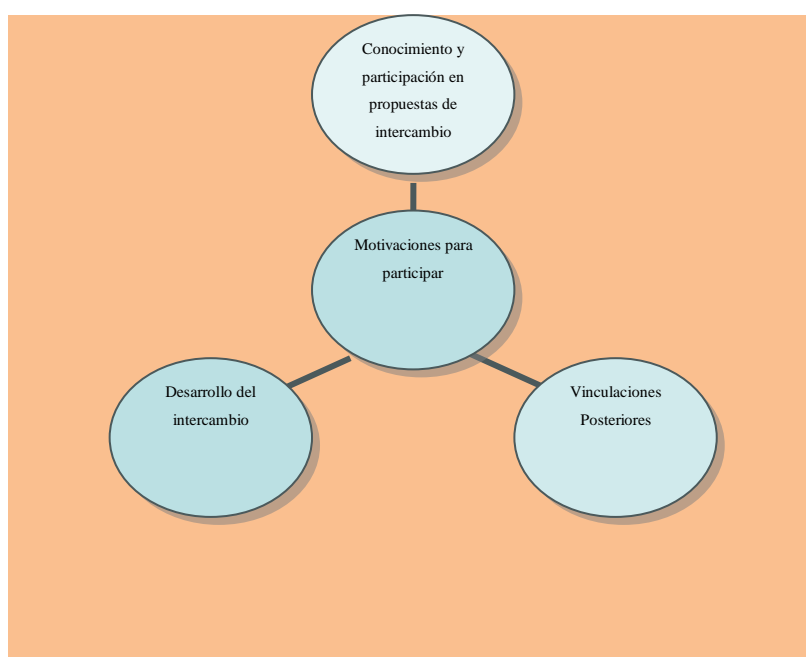 Conocimiento y
participación en
propuestas de
intercambio
Motivaciones para
participar
Desarrollo del
intercambio
Vinculaciones
Posteriores